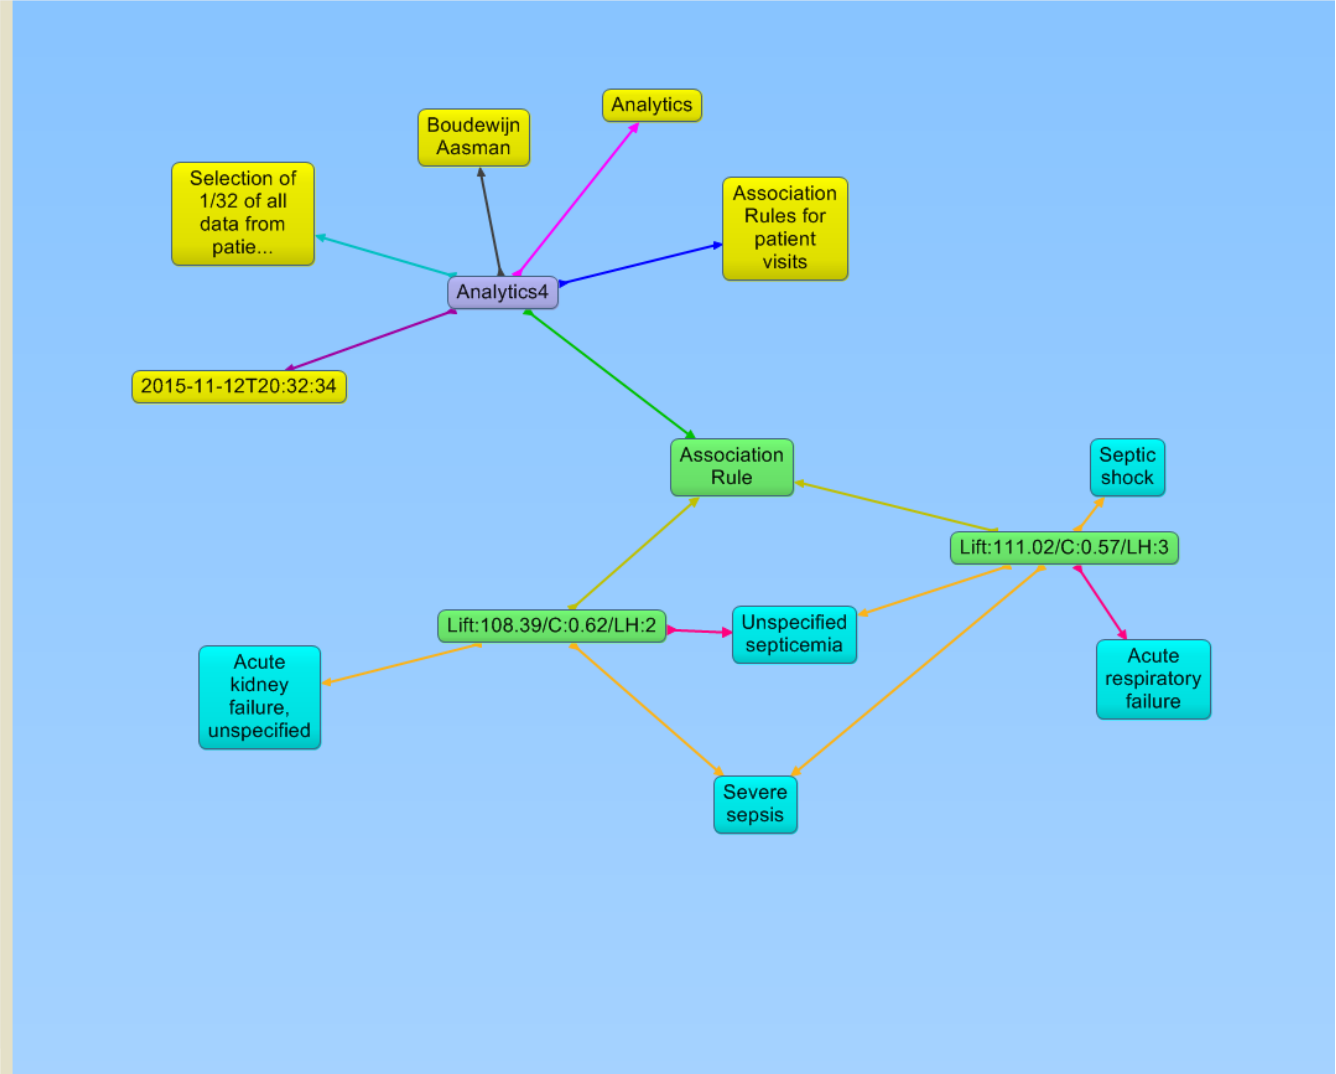 Analytics
Boudewijn
Aasman
Selection of
1/32 of all
data from
patie...
Association
Rules for
patient
visits
Analytics4
2015-11-12T20:32:34
Association
Rule
Septic
shock
Lift:111.02/C:0.57/LH:3
Lift:108.39/C:0.62/LH:2
Unspecified
septicemia
Acute
respiratory
failure
Acute
kidney
failure,
unspecified
Severe
sepsis